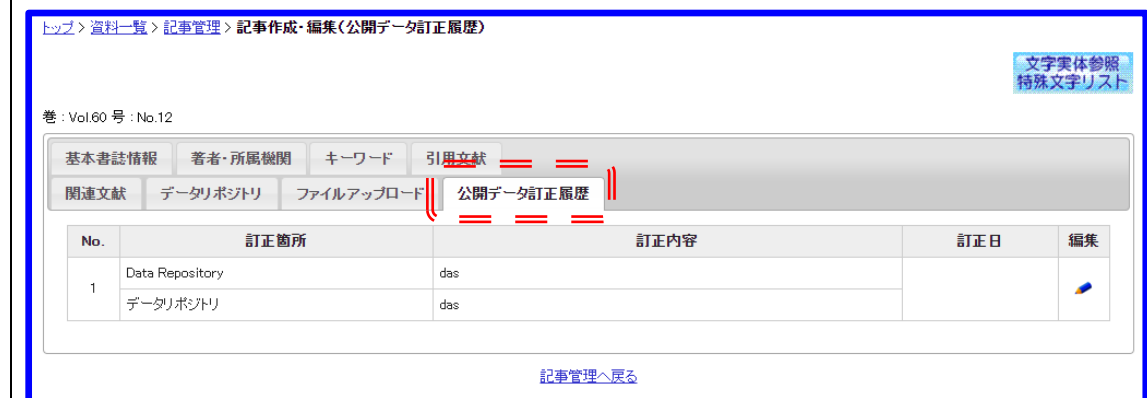 トップ > 資料一覧 > 記事管理 > 記事作成・編集(公開データ訂正履歴)
文字実体参照
特殊文字リスト
巻 : Vol.60 号 : No.12
基本書誌情報 著者・所属機関 キーワード 引用文献
関連文献 データリポジトリ ファイルアップロード 公開データ訂正履歴
No. 訂正箇所 訂正内容 訂正日 編集
1 Data Repository das
データリポジトリ das
記事管理へ戻る